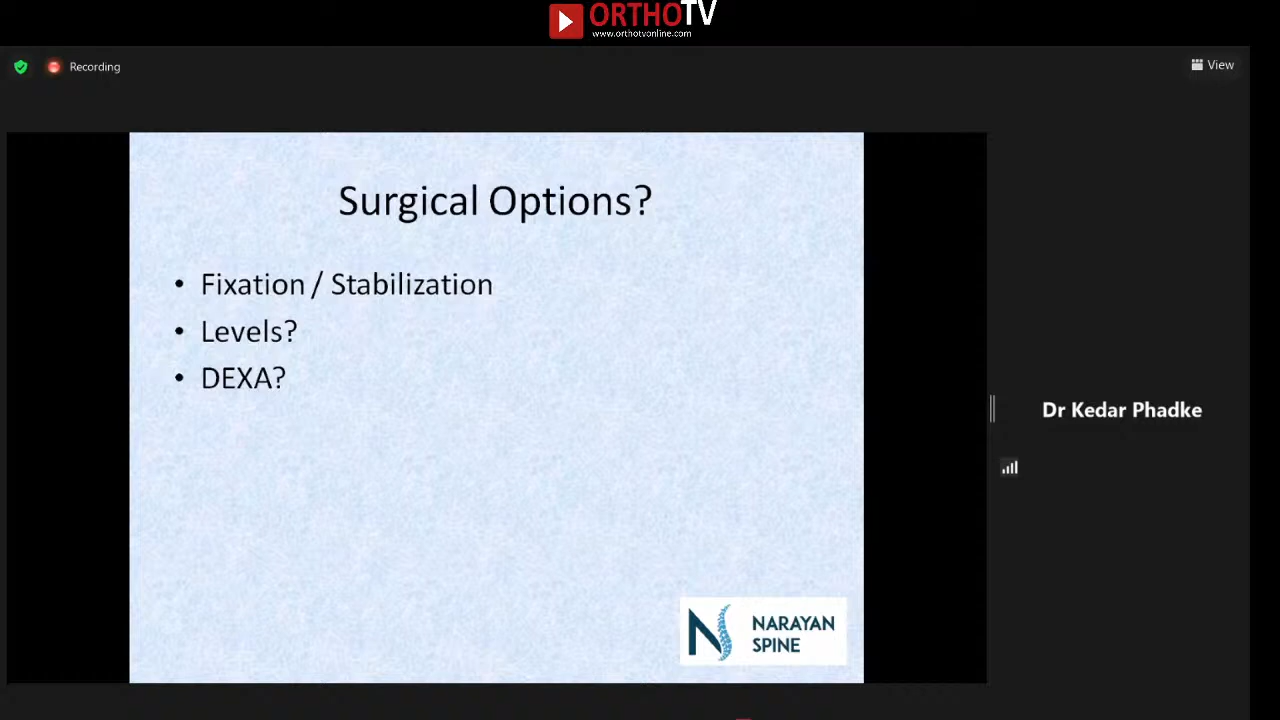 ORTHOTV
www.orthotvonline.com
Recording
View
Surgical Options?
• Fixation / Stabilization
• Levels?
• DEXA?
Dr Kedar Phadke
NARAYAN
SPINE